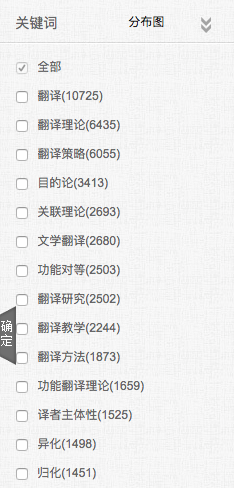 关键词 分布图
全部
翻译(10725)
翻译理论(6435)
翻译策略(6055)
目的论(3413)
关联理论(2693)
文学翻译(2680)
功能对等(2503)
翻译研究(2502)
确定
翻译教学(2244)
翻译方法(1873)
功能翻译理论(1659)
译者主体性(1525)
异化(1498)
归化(1451)